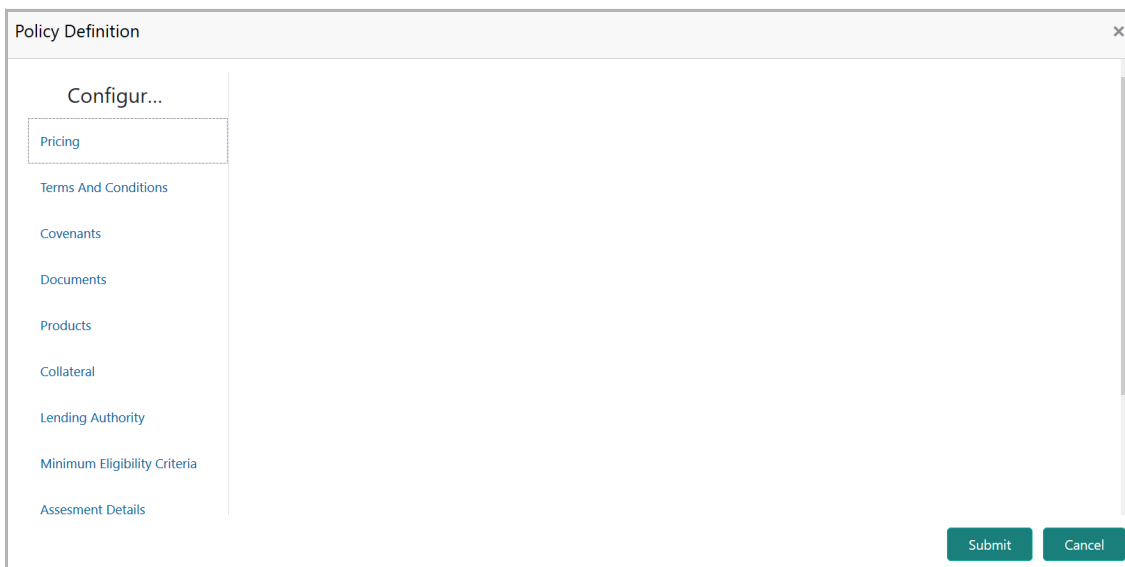 Policy Definition
×
Configur...
Pricing
Terms And Conditions
Covenants
Documents
Products
Collateral
Lending Authority
Minimum Eligibility Criteria
Assesment Details
Submit
Cancel